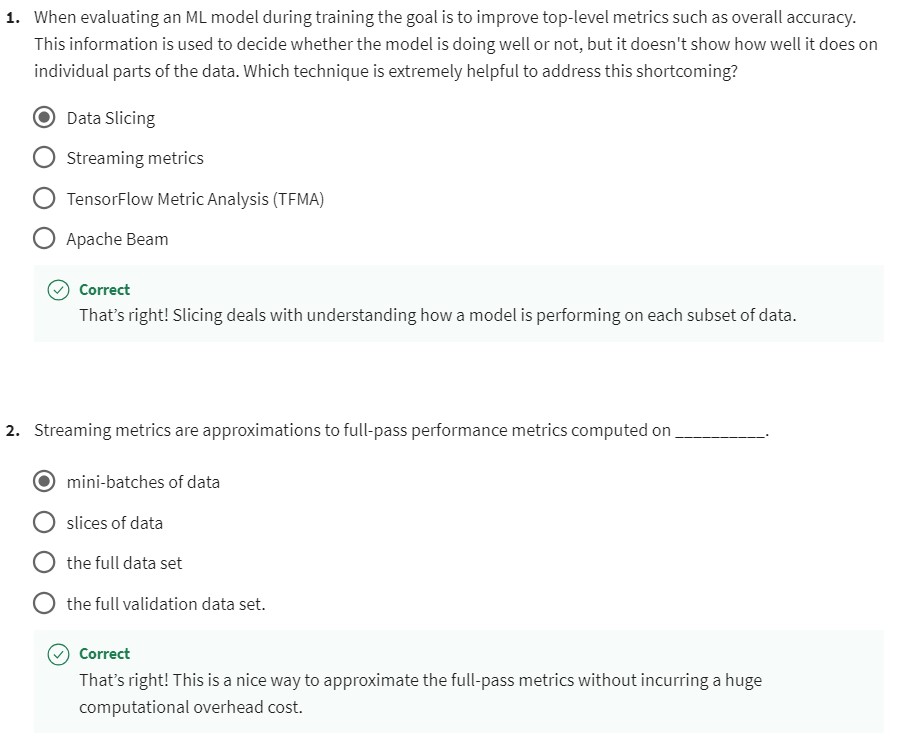 1. When evaluating an ML model during training the goal is to improve top-level metrics such as overall accuracy.
This information is used to decide whether the model is doing well or not, but it doesn't show how well it does on
individual parts of the data. Which technique is extremely helpful to address this shortcoming?
Data Slicing
Streaming metrics
TensorFlow Metric Analysis (TFMA)
Apache Beam
Correct
That’s right! Slicing deals with understanding how a model is performing on each subset of data.
2. Streaming metrics are approximations to full-pass performance metrics computed on __________.
mini-batches of data
slices of data
the full data set
the full validation data set.
Correct
That’s right! This is a nice way to approximate the full-pass metrics without incurring a huge
computational overhead cost.